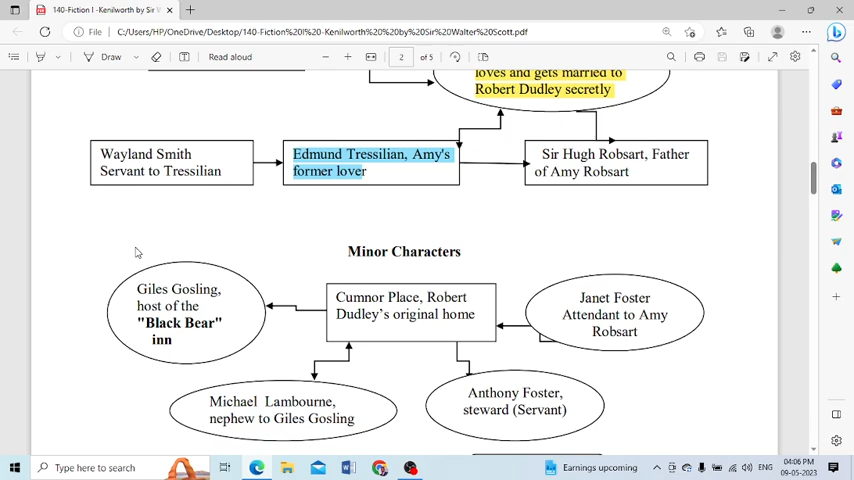 140-Fiction I - Kenilworth by Sir W
File
C:/Users/HP/OneDrive/Desktop/140-Fiction%20I%20-Kenilworth%20%20by%20Sir%20Walter%20Scott.pdf
Draw
Read aloud
2
of 5
loves and gets married to
Robert Dudley secretly
Wayland Smith
Servant to Tressilian
Edmund Tressilian, Amy's
former lover
Sir Hugh Robsart, Father
of Amy Robsart
Minor Characters
Giles Gosling,
host of the
"Black Bear"
inn
Cumnor Place, Robert
Dudley's original home
Janet Foster
Attendant to Amy
Robsart
Michael Lambourne,
nephew to Giles Gosling
Anthony Foster,
steward (Servant)
Type here to search
Earnings upcoming
ENG
04:06 PM
09-05-2023